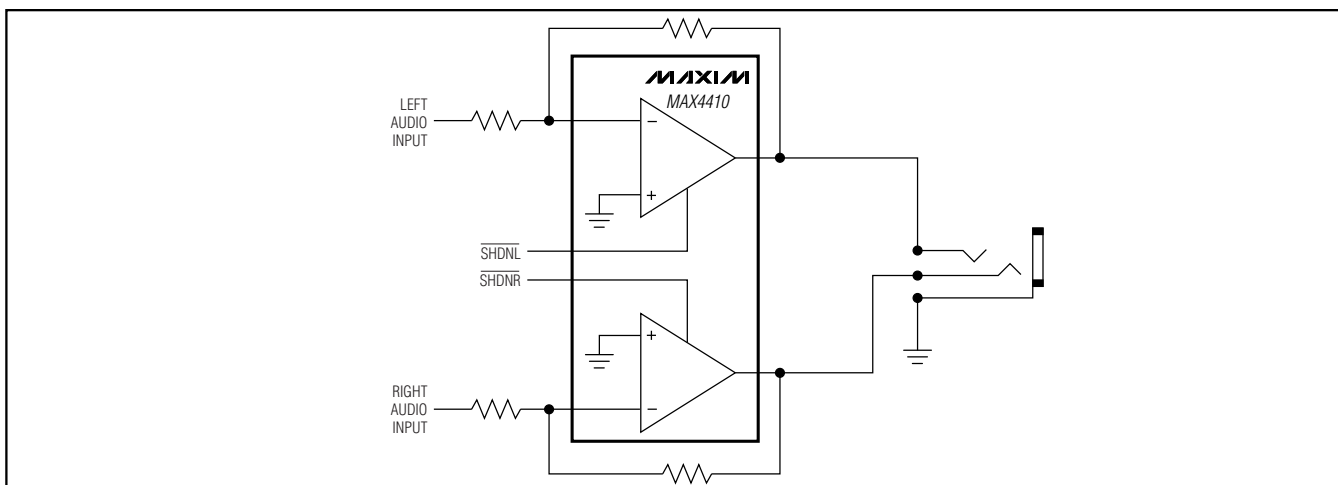 MAXIM
MAX4410
LEFT
AUDIO
INPUT
−
+
SHDNL
SHDNR
+
−
RIGHT
AUDIO
INPUT